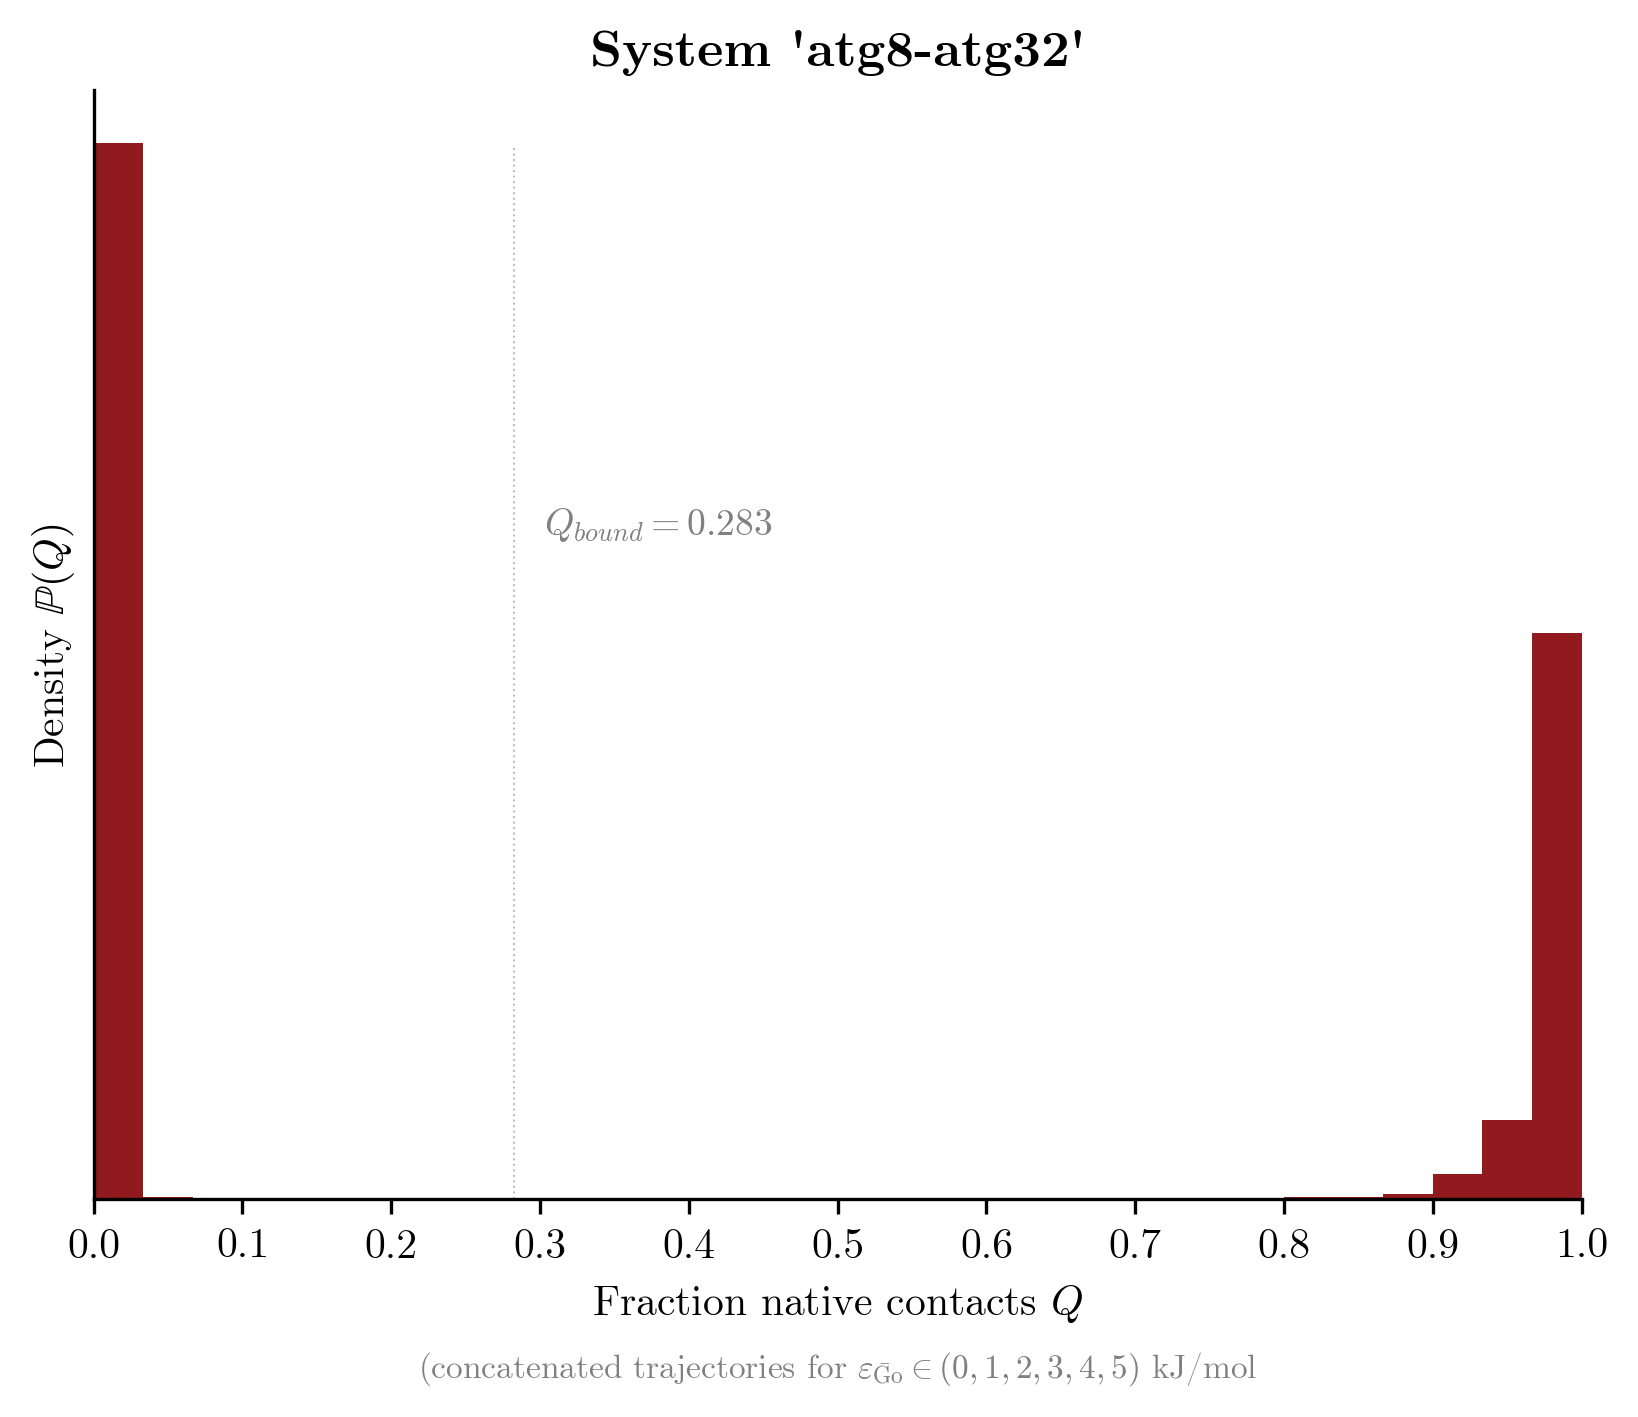 System 'atg8-atg32'
Density ℙ(Q)
Q_bound = 0.283
0.0 0.1 0.2 0.3 0.4 0.5 0.6 0.7 0.8 0.9 1.0
Fraction native contacts Q
(concatenated trajectories for ε_Ḡo ∈ (0, 1, 2, 3, 4, 5) kJ/mol